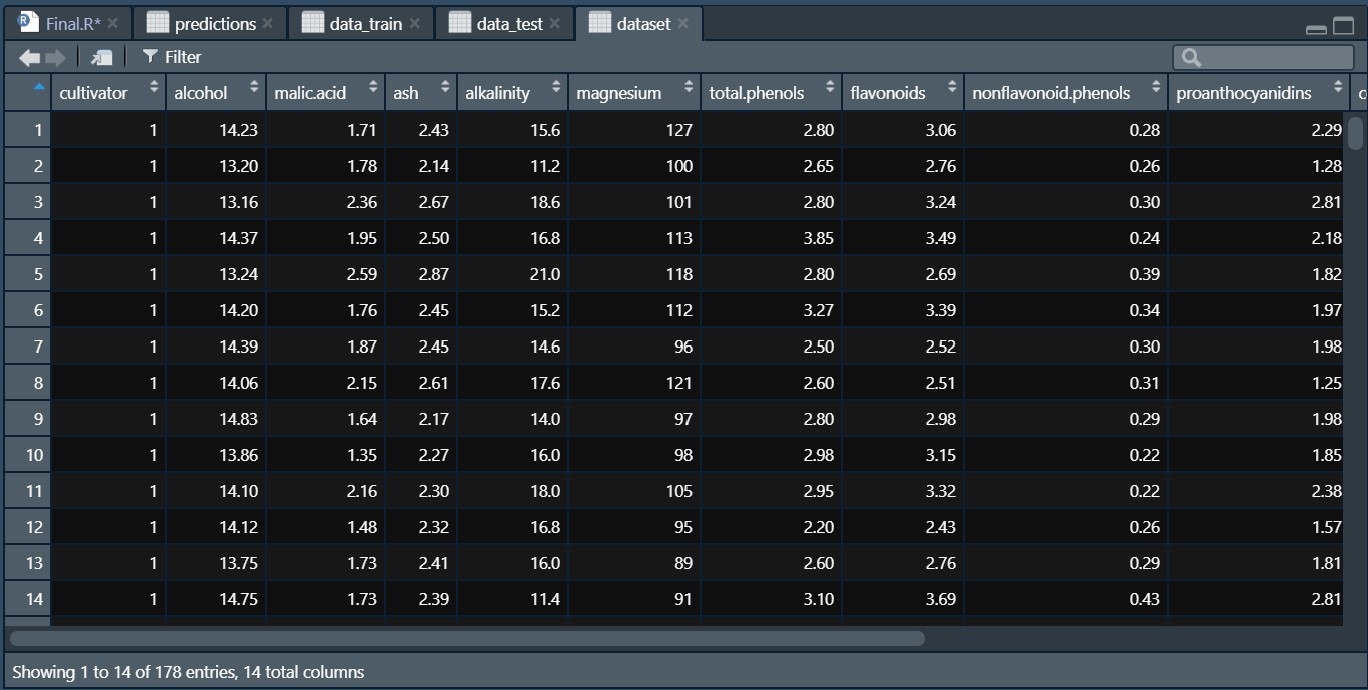 Final.R* × predictions × data_train × data_test × dataset ×
Filter
cultivator alcohol malic.acid ash alkalinity magnesium total.phenols flavonoids nonflavonoid.phenols proanthocyanidins
1 1 14.23 1.71 2.43 15.6 127 2.80 3.06 0.28 2.29
2 1 13.20 1.78 2.14 11.2 100 2.65 2.76 0.26 1.28
3 1 13.16 2.36 2.67 18.6 101 2.80 3.24 0.30 2.81
4 1 14.37 1.95 2.50 16.8 113 3.85 3.49 0.24 2.18
5 1 13.24 2.59 2.87 21.0 118 2.80 2.69 0.39 1.82
6 1 14.20 1.76 2.45 15.2 112 3.27 3.39 0.34 1.97
7 1 14.39 1.87 2.45 14.6 96 2.50 2.52 0.30 1.98
8 1 14.06 2.15 2.61 17.6 121 2.60 2.51 0.31 1.25
9 1 14.83 1.64 2.17 14.0 97 2.80 2.98 0.29 1.98
10 1 13.86 1.35 2.27 16.0 98 2.98 3.15 0.22 1.85
11 1 14.10 2.16 2.30 18.0 105 2.95 3.32 0.22 2.38
12 1 14.12 1.48 2.32 16.8 95 2.20 2.43 0.26 1.57
13 1 13.75 1.73 2.41 16.0 89 2.60 2.76 0.29 1.81
14 1 14.75 1.73 2.39 11.4 91 3.10 3.69 0.43 2.81
Showing 1 to 14 of 178 entries, 14 total columns